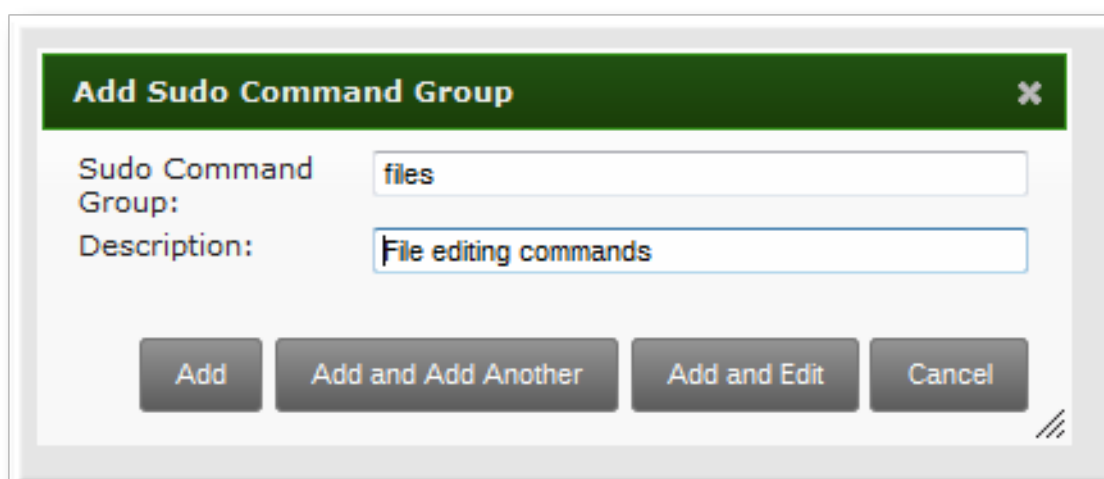 Add Sudo Command Group
Sudo Command
Group:
files
Description:
File editing commands
Add
Add and Add Another
Add and Edit
Cancel